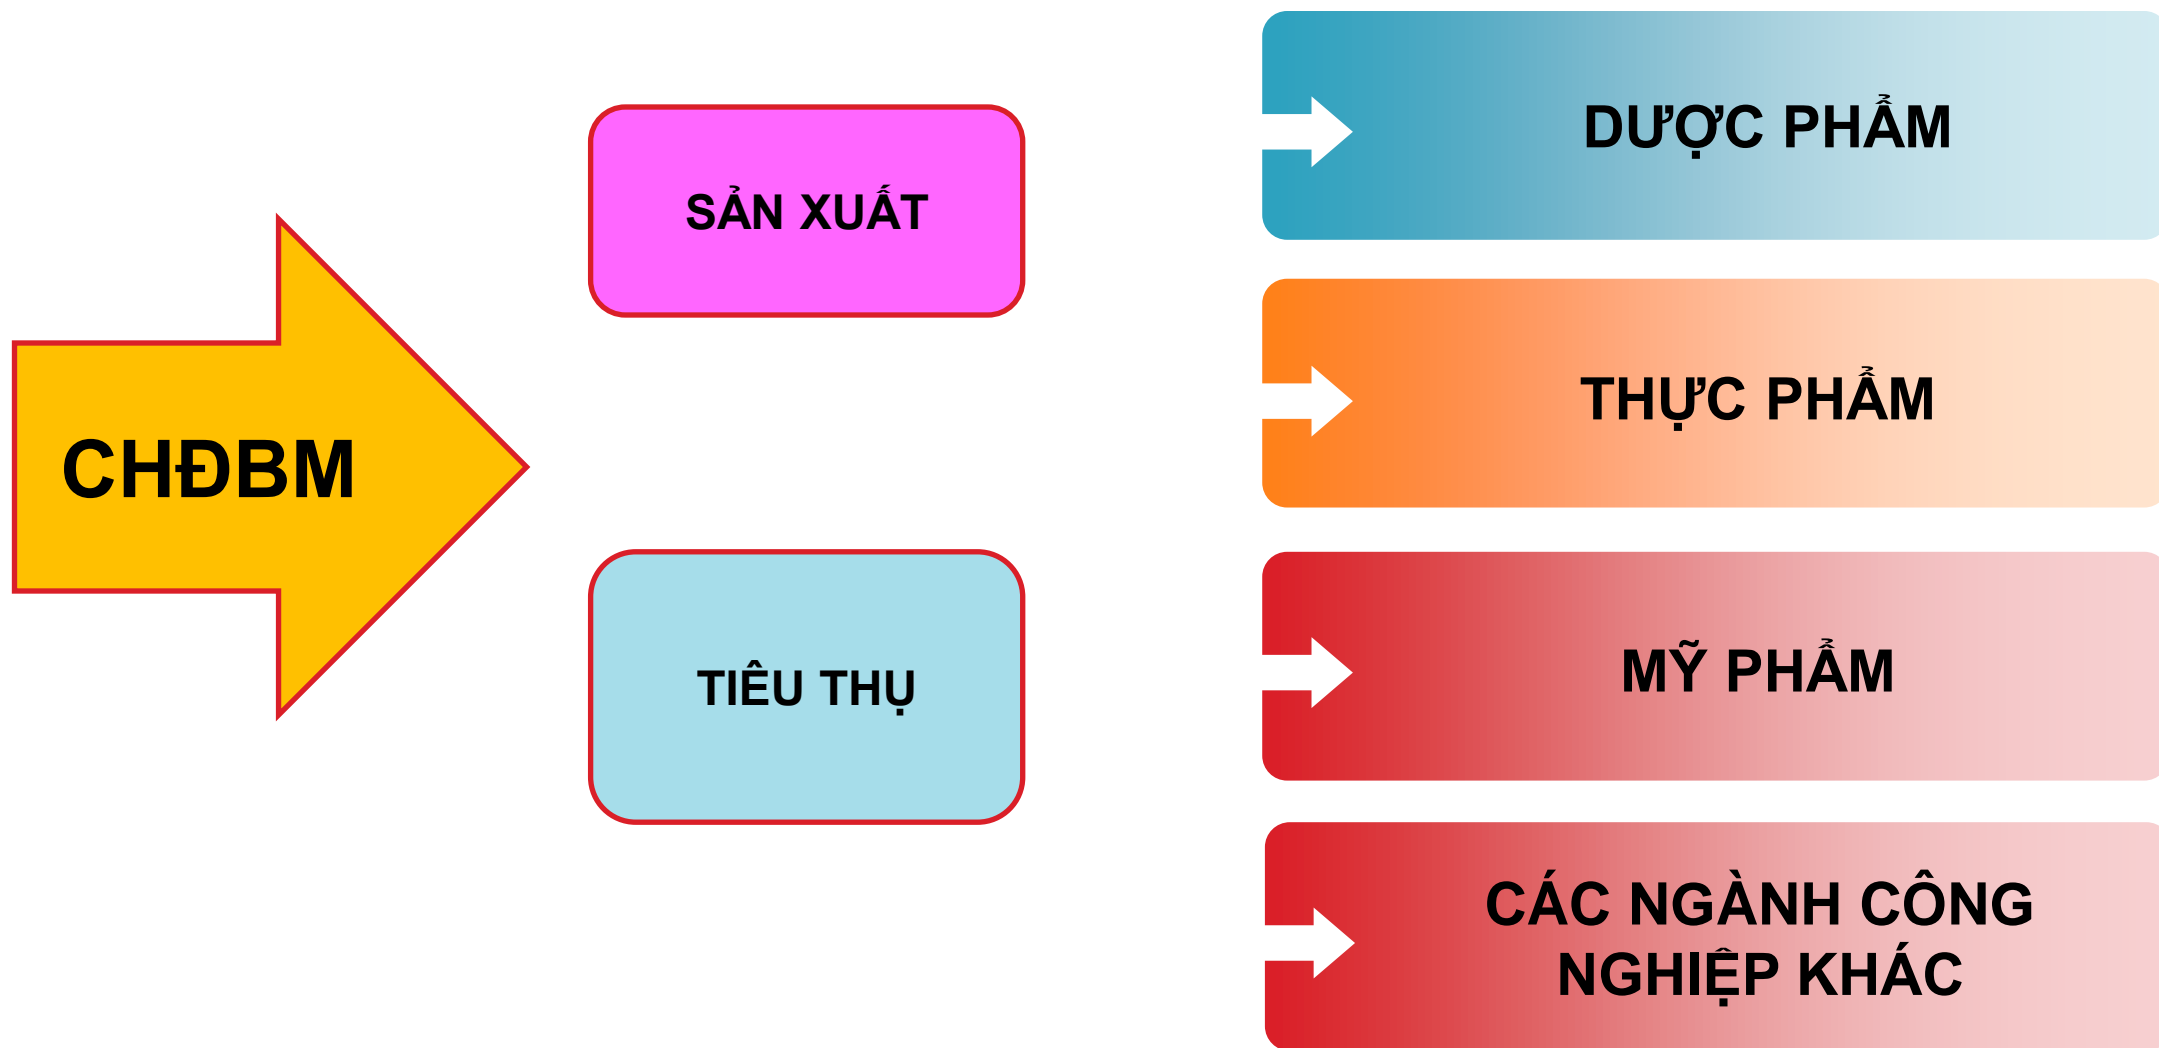 CHĐBM
SẢN XUẤT
TIÊU THỤ
DƯỢC PHẨM
THỰC PHẨM
MỸ PHẨM
CÁC NGÀNH CÔNG
NGHIỆP KHÁC